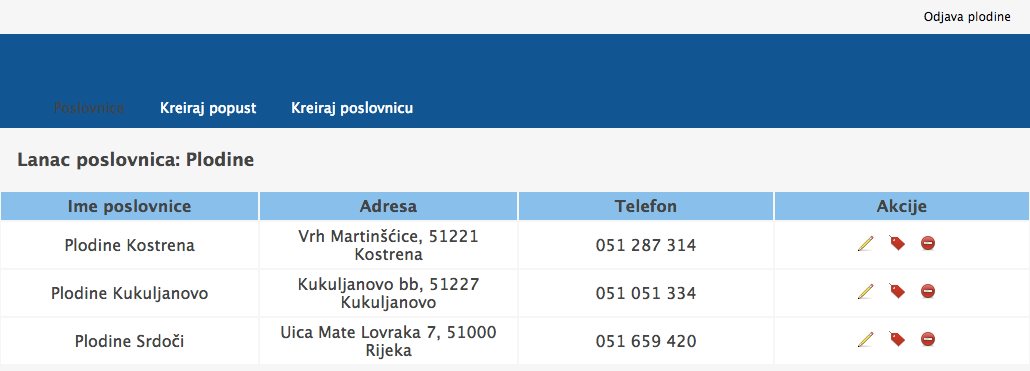 Odjava plodine
Poslovnice Kreiraj popust Kreiraj poslovnicu
Lanac poslovnica: Plodine
Ime poslovnice Adresa Telefon Akcije
Plodine Kostrena Vrh Martinšćice, 51221 Kostrena 051 287 314
Plodine Kukuljanovo Kukuljanovo bb, 51227 Kukuljanovo 051 051 334
Plodine Srdoči Uica Mate Lovraka 7, 51000 Rijeka 051 659 420